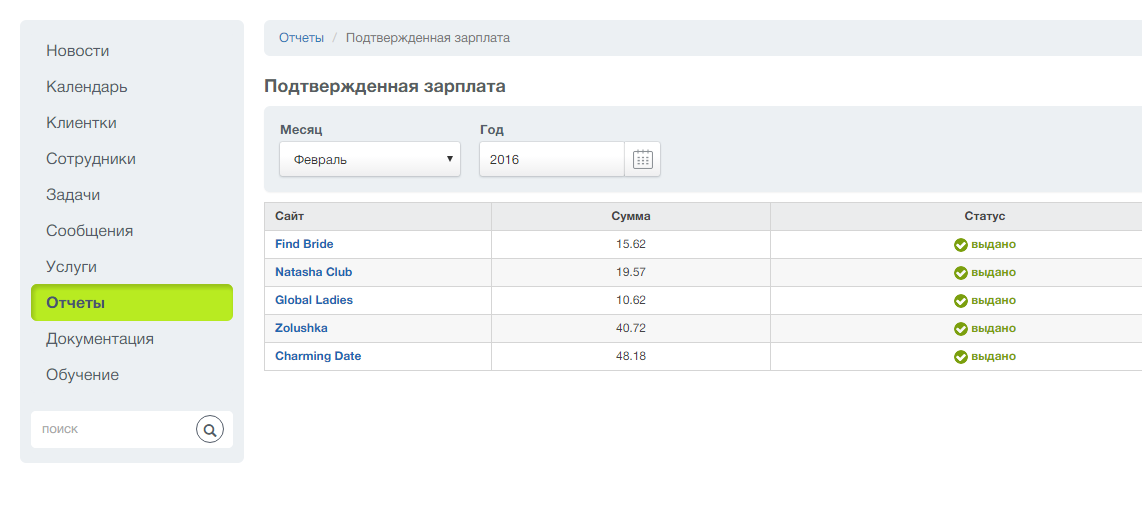 Новости
Календарь
Клиентки
Сотрудники
Задачи
Сообщения
Услуги
Отчеты
Документация
Обучение
поиск
Отчеты / Подтвержденная зарплата
Подтвержденная зарплата
Месяц Год
Февраль 2016
Сайт Сумма Статус
Find Bride 15.62 выдано
Natasha Club 19.57 выдано
Global Ladies 10.62 выдано
Zolushka 40.72 выдано
Charming Date 48.18 выдано